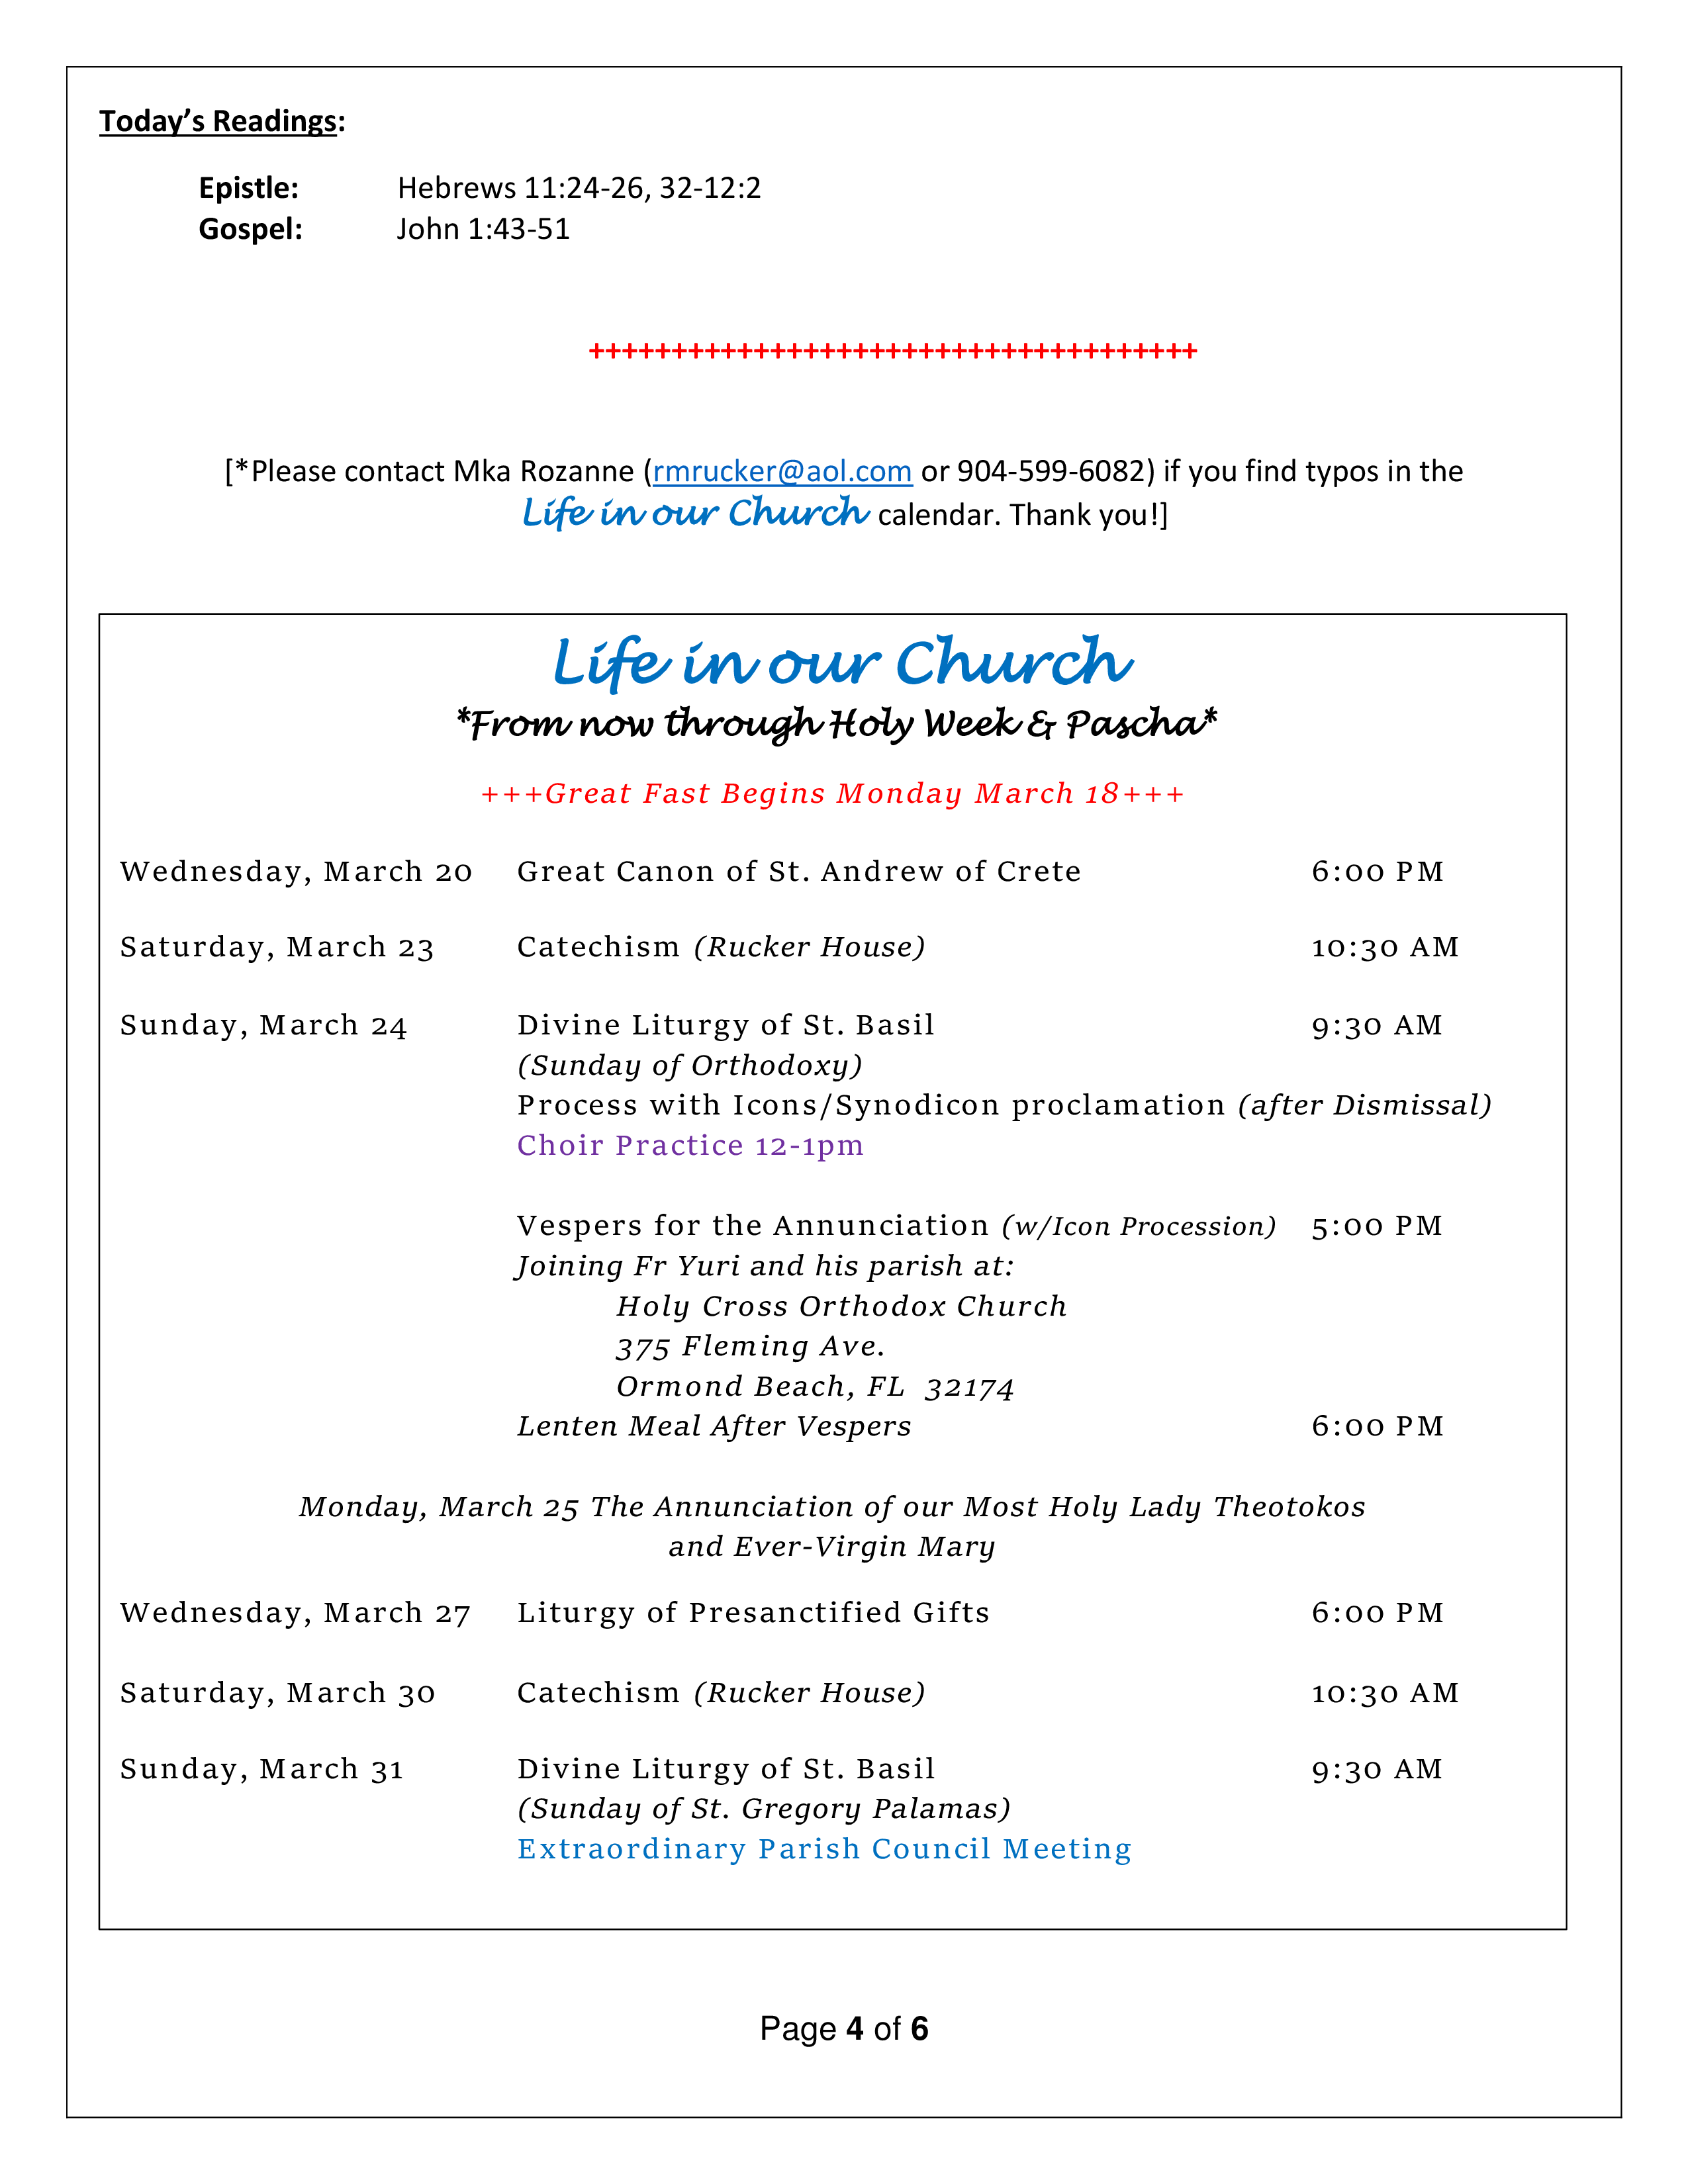 Today’s Readings:
Epistle: Hebrews 11:24-26, 32-12:2
Gospel: John 1:43-51
+++++++++++++++++++++++++++++++++++++
[*Please contact Mka Rozanne (rmrucker@aol.com or 904-599-6082) if you find typos in the
Life in our Church calendar. Thank you!]
Life in our Church
*From now through Holy Week & Pascha*
+++Great Fast Begins Monday March 18+++
Wednesday, March 20 Great Canon of St. Andrew of Crete 6:00 PM
Saturday, March 23 Catechism (Rucker House) 10:30 AM
Sunday, March 24 Divine Liturgy of St. Basil 9:30 AM
(Sunday of Orthodoxy)
Process with Icons/Synodicon proclamation (after Dismissal)
Choir Practice 12-1pm
Vespers for the Annunciation (w/Icon Procession) 5:00 PM
Joining Fr Yuri and his parish at:
Holy Cross Orthodox Church
375 Fleming Ave.
Ormond Beach, FL 32174
Lenten Meal After Vespers 6:00 PM
Monday, March 25 The Annunciation of our Most Holy Lady Theotokos
and Ever-Virgin Mary
Wednesday, March 27 Liturgy of Presanctified Gifts 6:00 PM
Saturday, March 30 Catechism (Rucker House) 10:30 AM
Sunday, March 31 Divine Liturgy of St. Basil 9:30 AM
(Sunday of St. Gregory Palamas)
Extraordinary Parish Council Meeting
Page 4 of 6